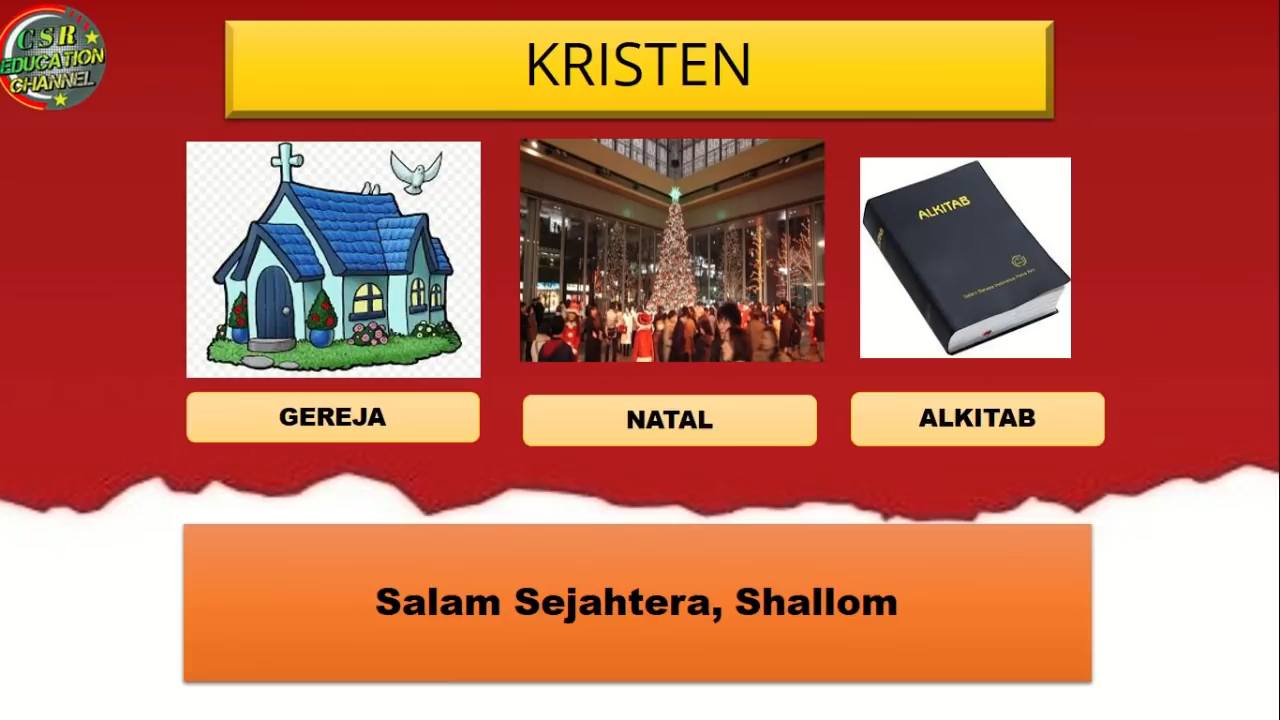 CSR
EDUCATION
CHANNEL
KRISTEN
ALKITAB
GEREJA
NATAL
ALKITAB
Salam Sejahtera, Shallom